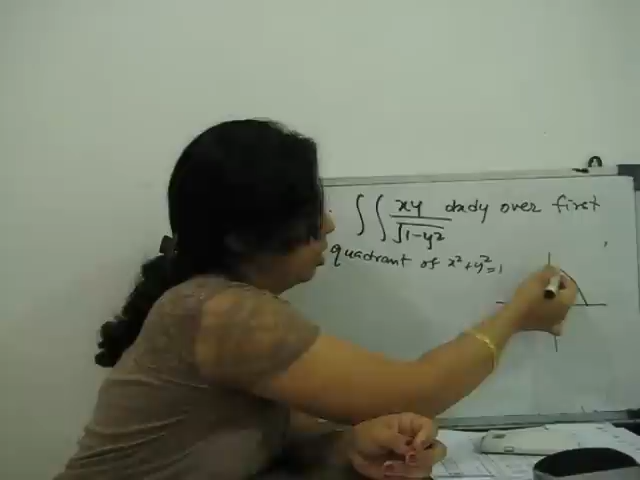 ∫∫ xy/√(1-y²) dxdy over first
quadrant of x²+y²=1